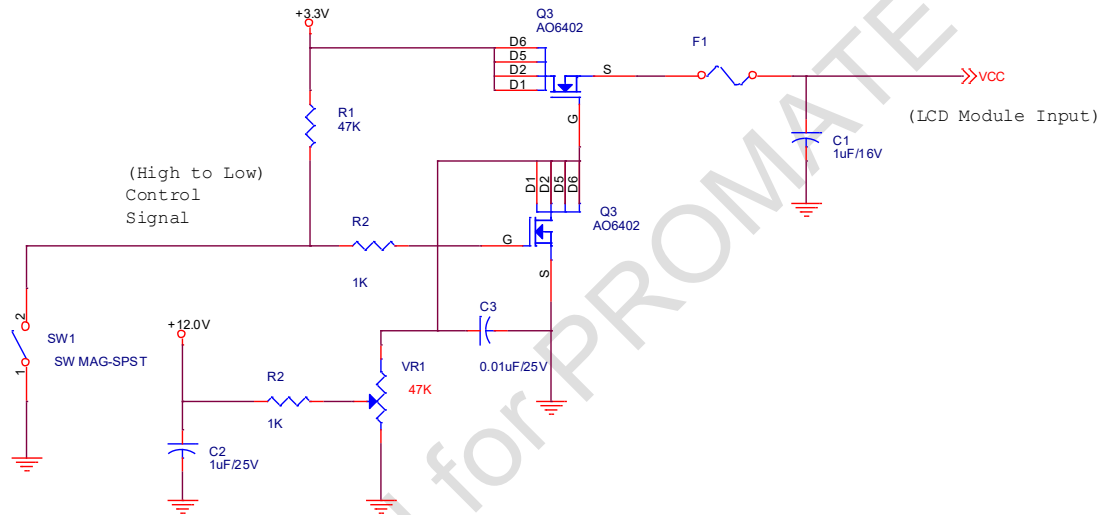 +3.3V
Q3
AO6402
D6
D5
D2
D1
S
G
F1
VCC
(LCD Module Input)
R1
47K
C1
1uF/16V
(High to Low)
Control
Signal
D1
D2
D5
D6
Q3
AO6402
R2
1K
G
S
2
1
SW1
SW MAG-SPST
+12.0V
C3
0.01uF/25V
R2
1K
VR1
47K
C2
1uF/25V
for PROMATE